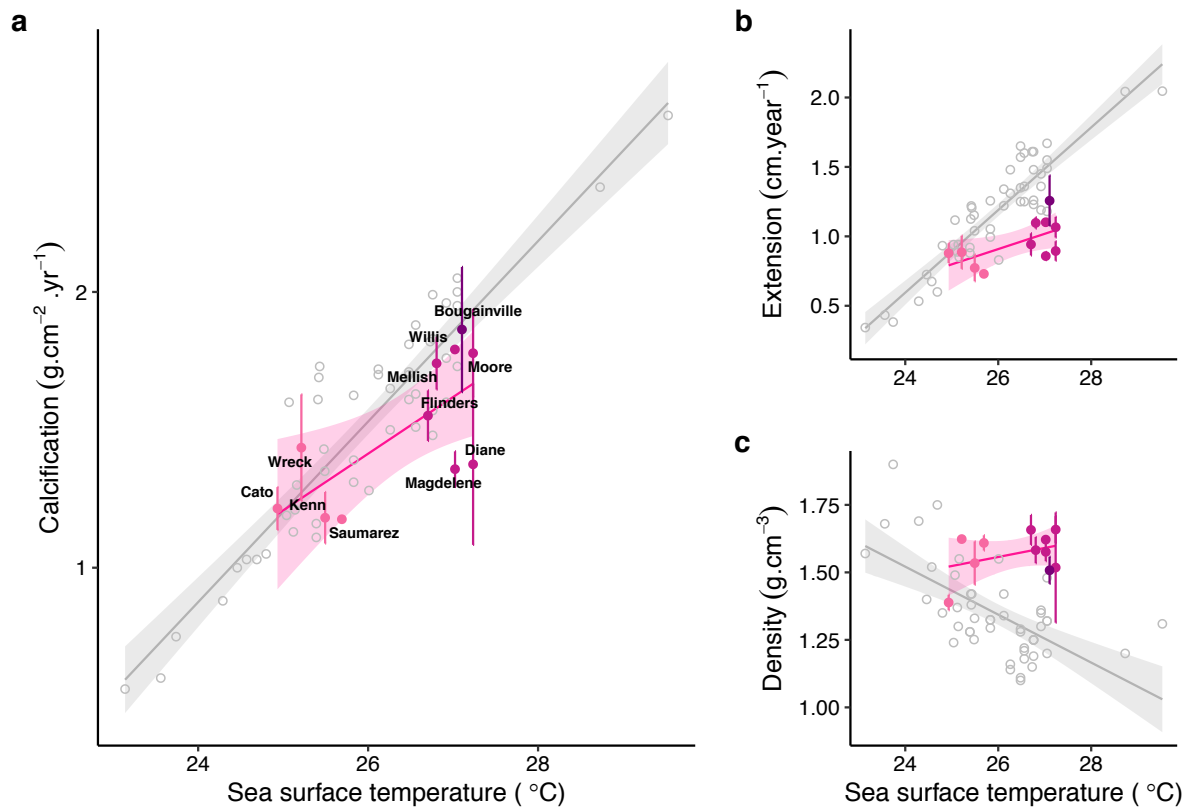 a
Calcification (g.cm⁻² .yr⁻¹)
2
1
Bougainville
Willis
Moore
Mellish
Flinders
Diane
Wreck
Magdelene
Cato
Kenn
Saumarez
24 26 28
Sea surface temperature ( °C)
b
Extension (cm.year⁻¹)
2.0
1.5
1.0
0.5
24 26 28
c
Density (g.cm⁻³)
1.75
1.50
1.25
1.00
24 26 28
Sea surface temperature ( °C)